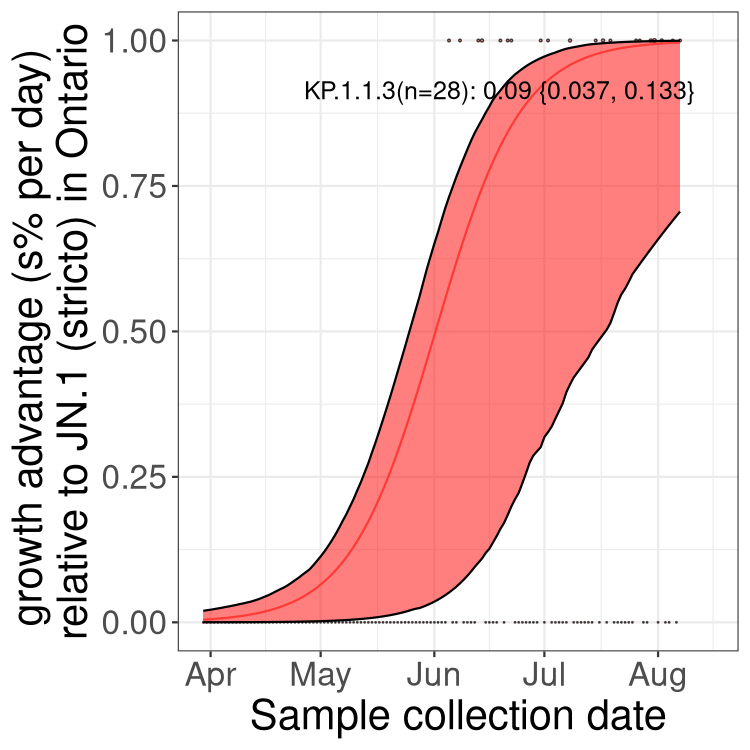 growth advantage (s% per day)
relative to JN.1 (stricto) in Ontario
1.00
0.75
0.50
0.25
0.00
KP.1.1.3(n=28): 0.09 {0.037, 0.133}
Apr May Jun Jul Aug
Sample collection date